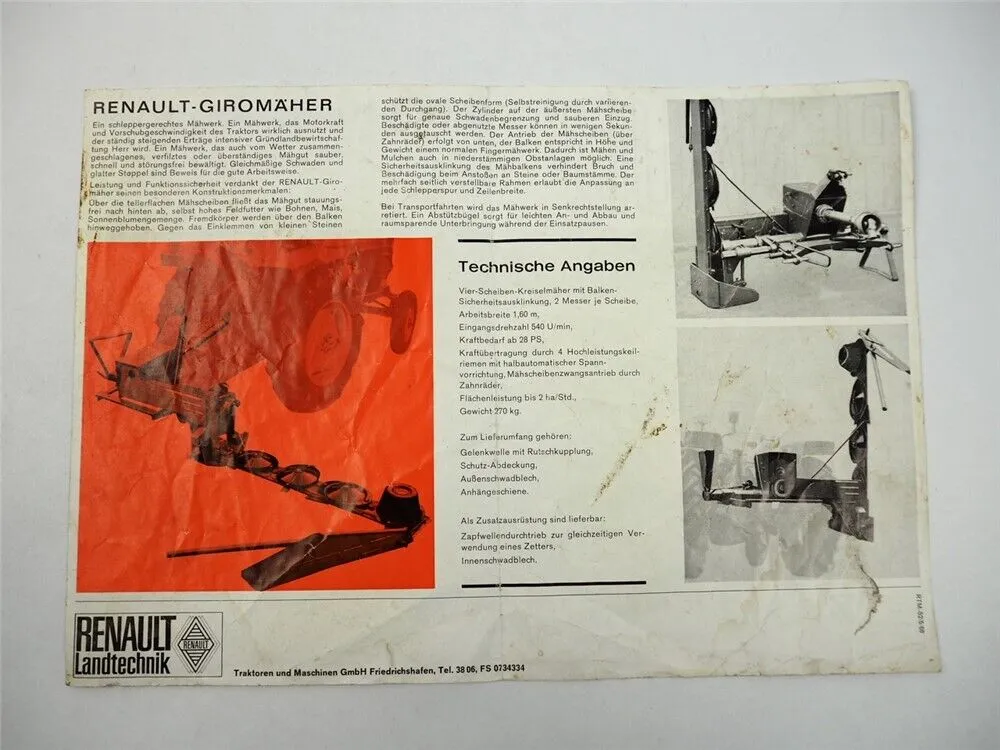 RENAULT-GIROMÄHER
Ein schleppergerechtes Mähwerk. Ein Mähwerk, das Motorkraft
und Vorschubgeschwindigkeit des Traktors wirklich ausnutzt und
der ständig steigenden Erträge intensiver Gründlandbewirtschaf-
tung Herr wird. Ein Mähwerk, das auch vom Wetter zusammen-
geschlagenes, verfilztes oder überständiges Mähgut sauber,
schnell und störungsfrei bewältigt. Gleichmäßige Schwaden und
glatter Stoppel sind Beweis für die gute Arbeitsweise.
Leistung und Funktionssicherheit verdankt der RENAULT-Giro-
mäher seinen besonderen Konstruktionsmerkmalen:
Über die tellerflachen Mähscheiben fließt das Mähgut stauungs-
frei nach hinten ab, selbst hohes Feldfutter wie Bohnen, Mais,
Sonnenblumengemenge. Fremdkörper werden über den Balken
hinweggehoben. Gegen das Einklemmen von kleinen Steinen
schützt die ovale Scheibenform (Selbstreinigung durch variieren-
den Durchgang). Der Zylinder auf der äußersten Mähscheibe
sorgt für genaue Schwadenbegrenzung und sauberen Einzug.
Beschädigte oder abgenutzte Messer können in wenigen Sekun-
den ausgetauscht werden. Der Antrieb der Mähscheiben (über
Zahnräder) erfolgt von unten, der Balken entspricht in Höhe und
Gewicht einem normalen Fingermähwerk. Dadurch ist Mähen und
Mulchen auch in niederstämmigen Obstanlagen möglich. Eine
Sicherheitsausklinkung des Mähbalkens verhindert Bruch und
Beschädigung beim Anstoßen an Steine oder Baumstämme. Der
mehrfach seitlich verstellbare Rahmen erlaubt die Anpassung an
jede Schlepperspur und Zeilenbreite.
Bei Transportfahrten wird das Mähwerk in Senkrechtstellung ar-
retiert. Ein Abstützbügel sorgt für leichten An- und Abbau und
raumsparende Unterbringung während der Einsatzpausen.
Technische Angaben
Vier-Scheiben-Kreiselmäher mit Balken-
Sicherheitsausklinkung, 2 Messer je Scheibe,
Arbeitsbreite 1,60 m,
Eingangsdrehzahl 540 U/min,
Kraftbedarf ab 28 PS,
Kraftübertragung durch 4 Hochleistungskeil-
riemen mit halbautomatischer Spann-
vorrichtung, Mähscheibenzwangsantrieb durch
Zahnräder,
Flächenleistung bis 2 ha/Std.,
Gewicht 270 kg.
Zum Lieferumfang gehören:
Gelenkwelle mit Rutschkupplung,
Schutz-Abdeckung,
Außenschwadblech,
Anhängeschiene.
Als Zusatzausrüstung sind lieferbar:
Zapfwellendurchtrieb zur gleichzeitigen Ver-
wendung eines Zetters,
Innenschwadblech.
RENAULT
Landtechnik
RENAULT
Traktoren und Maschinen GmbH Friedrichshafen, Tel. 38 06, FS 0734334